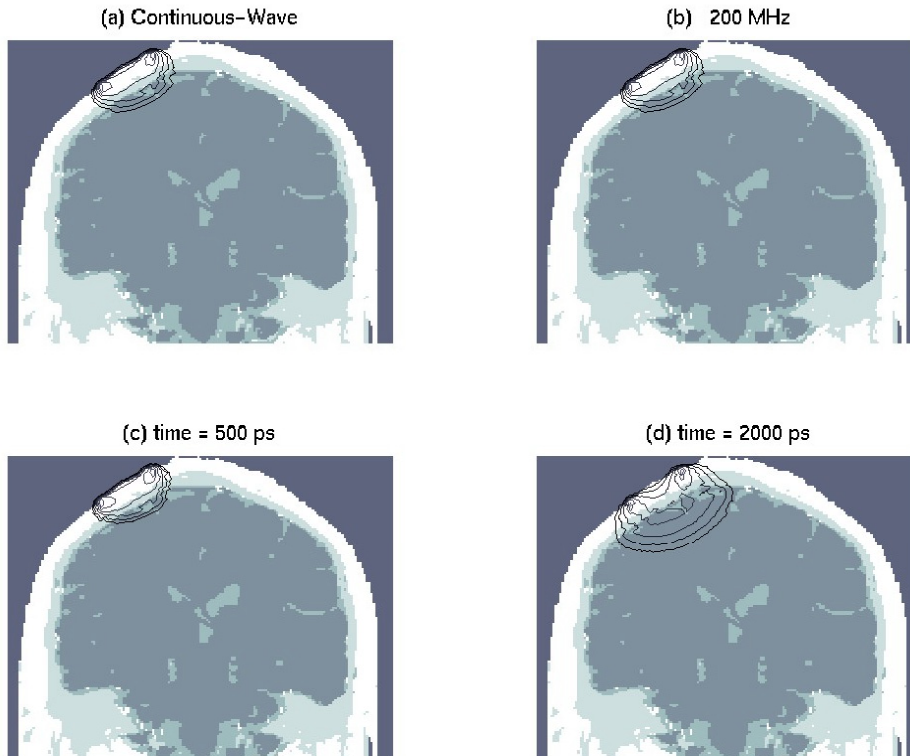 (a) Continuous-Wave
(b) 200 MHz
(c) time = 500 ps
(d) time = 2000 ps